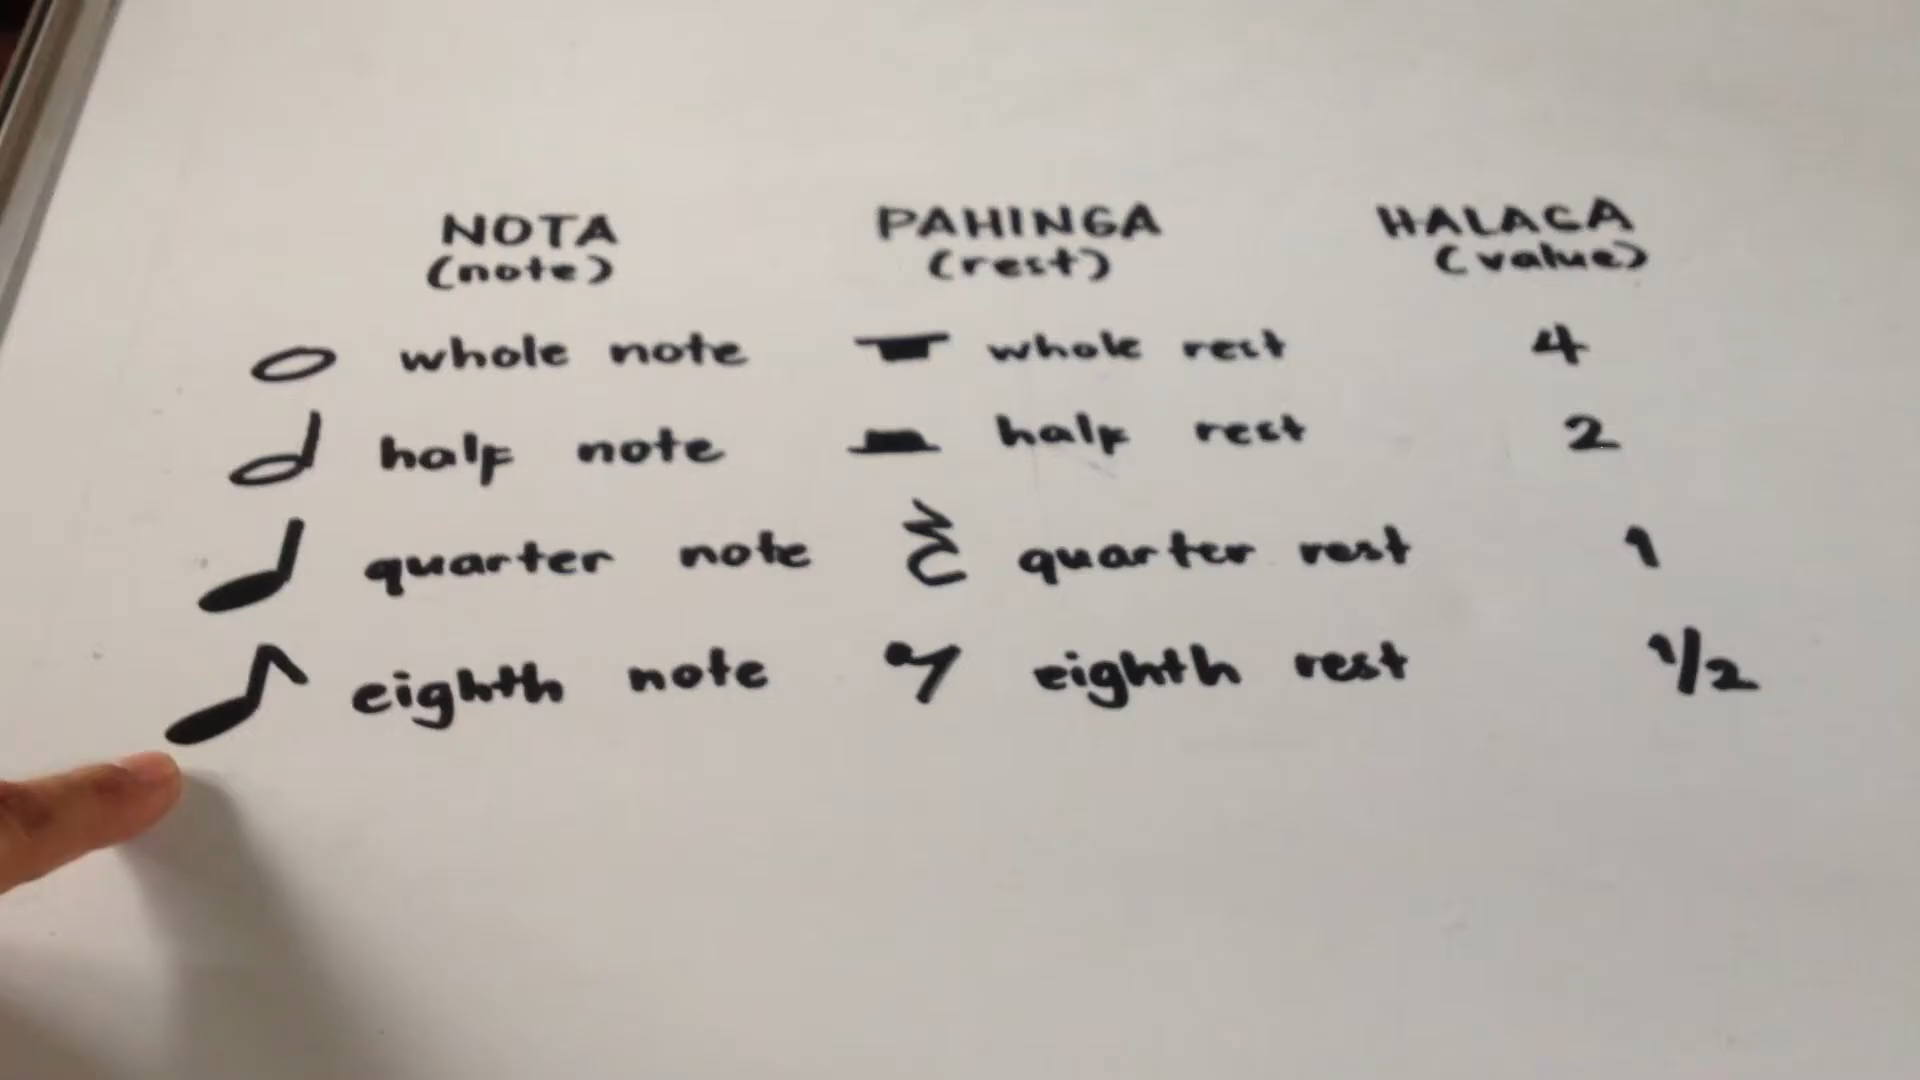 NOTA PAHINGA HALAGA
(note) (rest) (value)
whole note whole rest 4
half note half rest 2
quarter note quarter rest 1
eighth note eighth rest 1/2